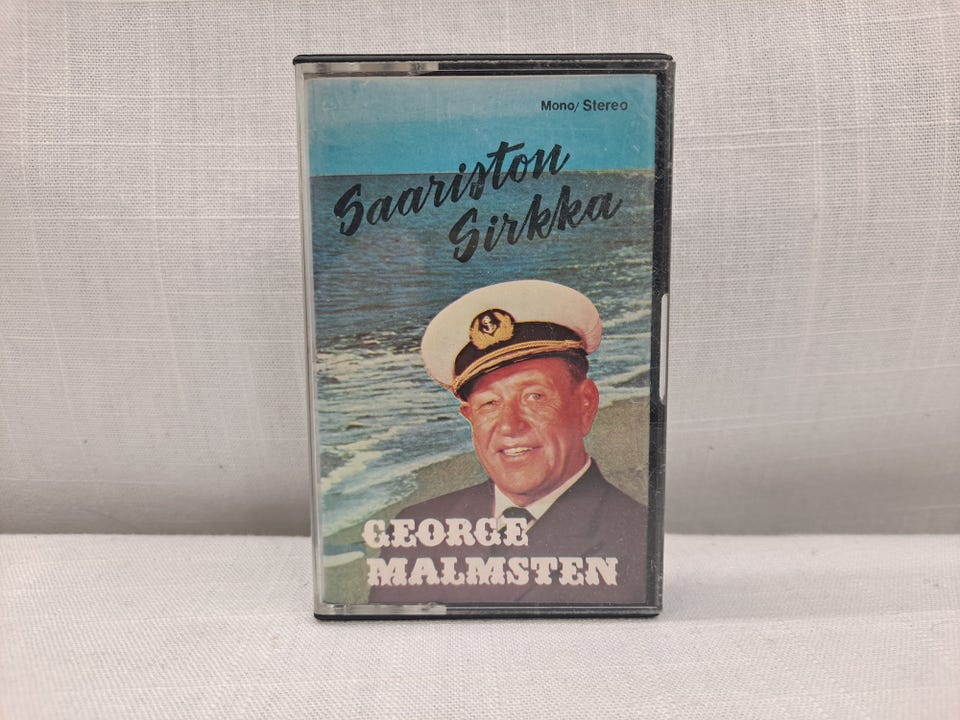 Mono/Stereo
Saariston
Sirkka
GEORGE
MALMSTEN